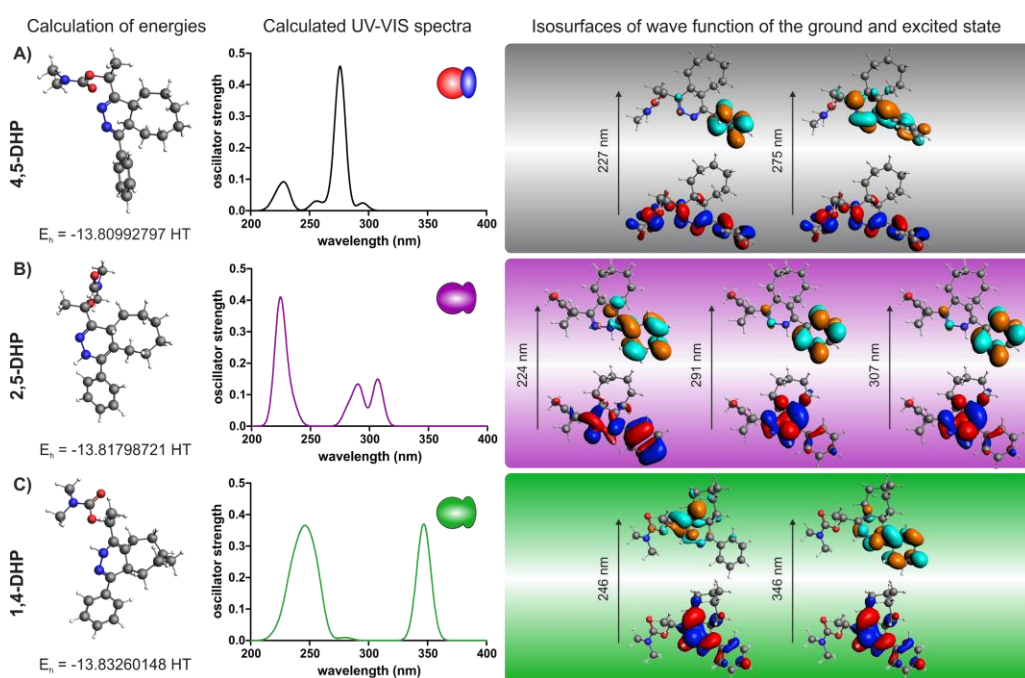 Calculation of energies
Calculated UV-VIS spectra
Isosurfaces of wave function of the ground and excited state
A)
4,5-DHP
E_h = -13.80992797 HT
oscillator strength
0.5
0.4
0.3
0.2
0.1
0.0
200 250 300 350 400
wavelength (nm)
227 nm
275 nm
B)
2,5-DHP
E_h = -13.81798721 HT
oscillator strength
0.5
0.4
0.3
0.2
0.1
0.0
200 250 300 350 400
wavelength (nm)
224 nm
291 nm
307 nm
C)
1,4-DHP
E_h = -13.83260148 HT
oscillator strength
0.5
0.4
0.3
0.2
0.1
0.0
200 250 300 350 400
wavelength (nm)
246 nm
346 nm